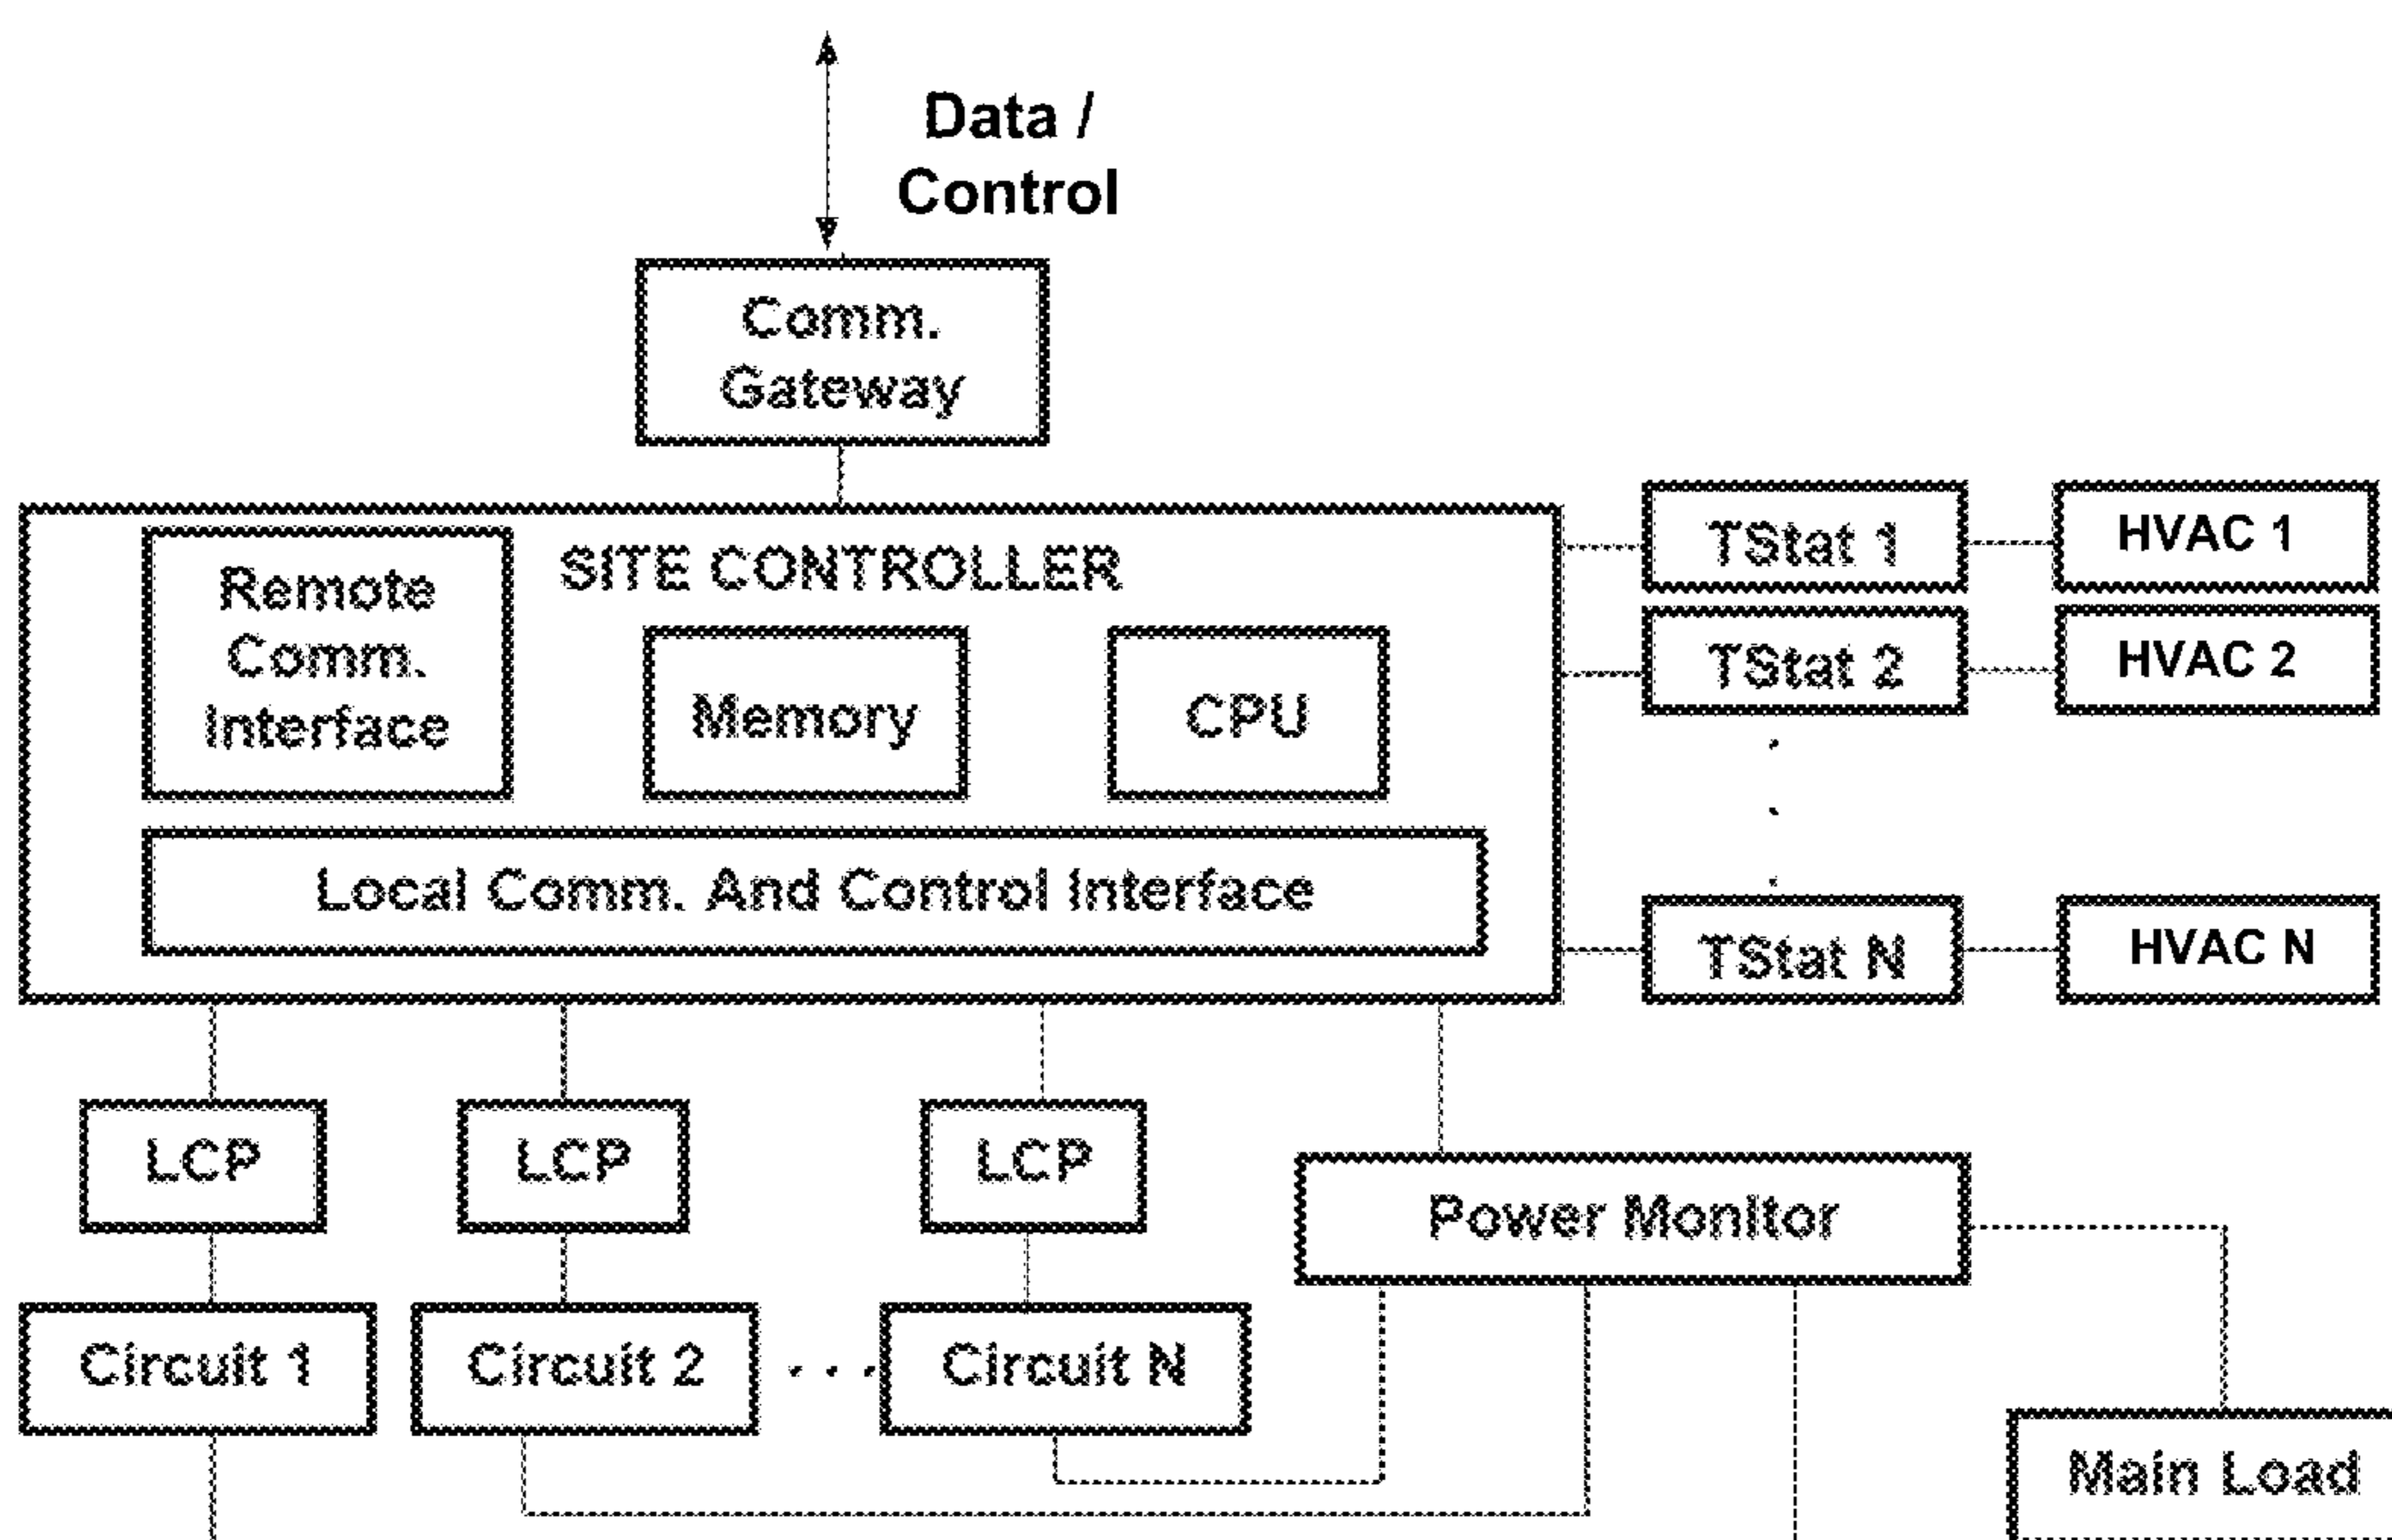 Data /
Control
Comm.
Gateway
SITE CONTROLLER
Remote
Comm.
Interface
Memory
CPU
Local Comm. And Control Interface
TStat 1
HVAC 1
TStat 2
HVAC 2
TStat N
HVAC N
LCP
LCP
LCP
Power Monitor
Circuit 1
Circuit 2
. . .
Circuit N
Main Load